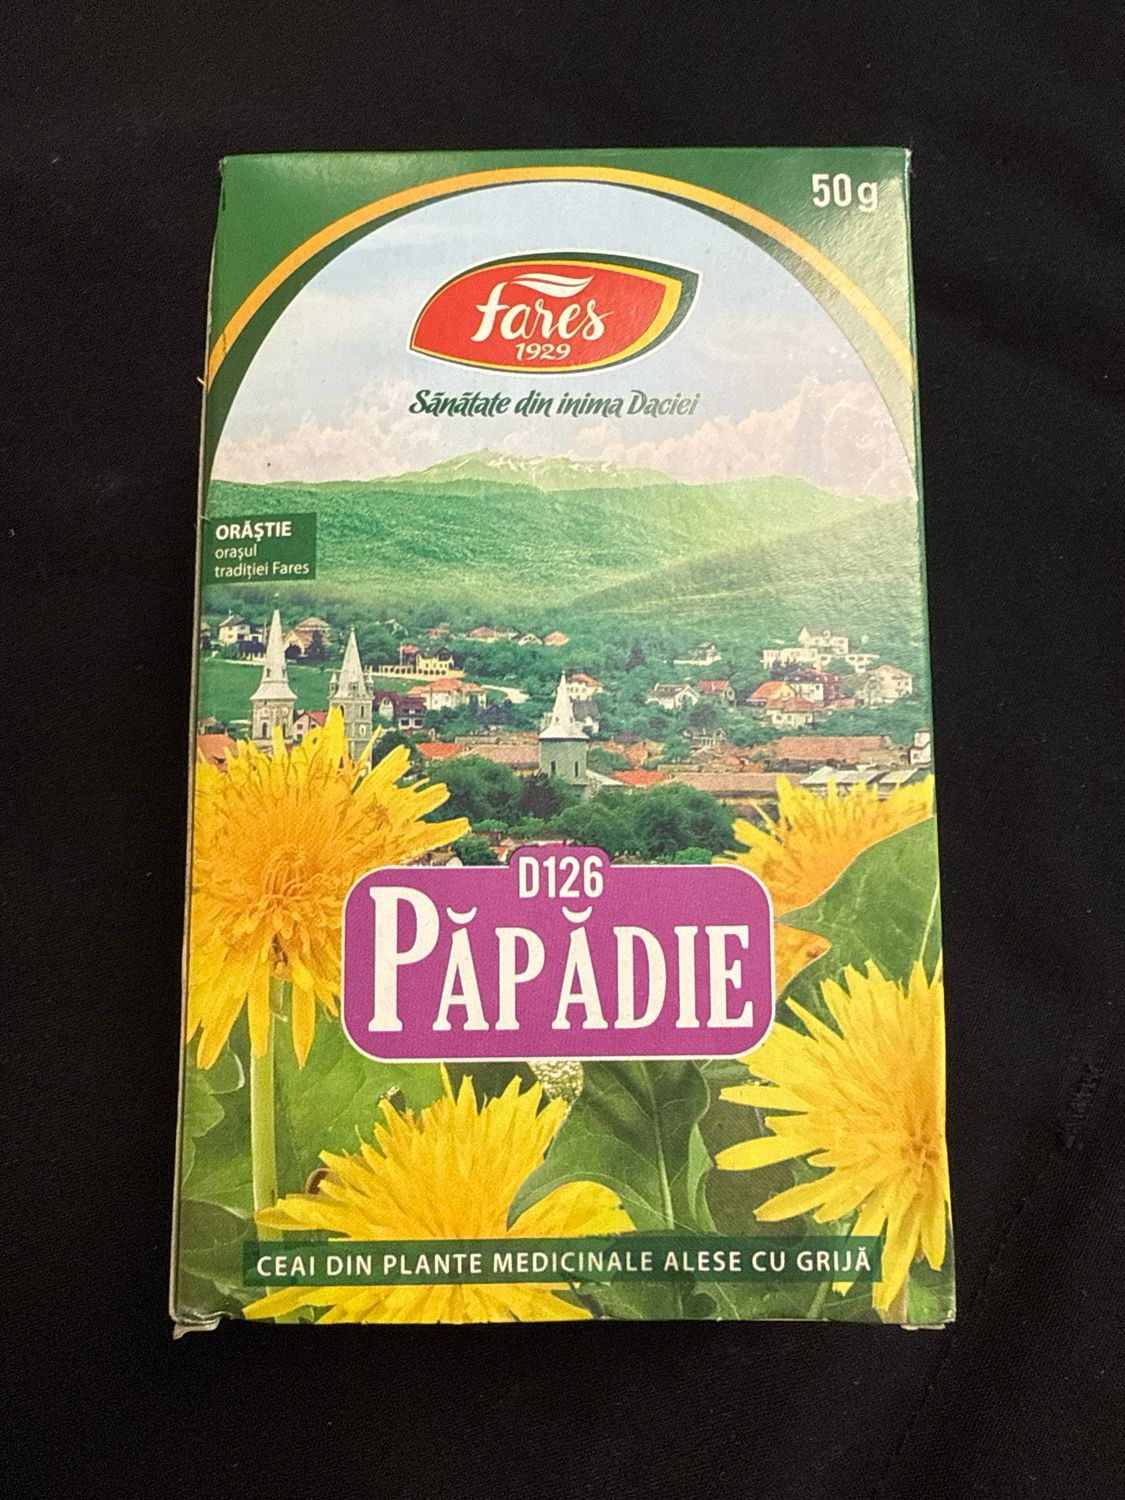 50g
fares
1929
Sănătate din inima Daciei
ORĂȘTIE
orașul
tradiției Fares
D126
PĂPĂDIE
CEAI DIN PLANTE MEDICINALE ALESE CU GRIJĂ